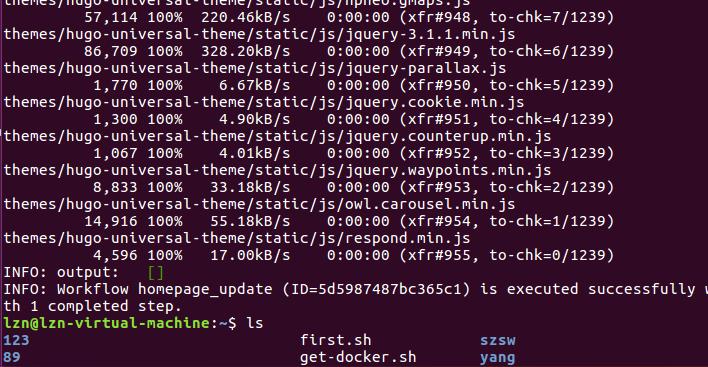 themes/hugo-universal-theme/static/js/hpneo.gmaps.js
57,114 100% 220.46kB/s 0:00:00 (xfr#948, to-chk=7/1239)
themes/hugo-universal-theme/static/js/jquery-3.1.1.min.js
86,709 100% 328.20kB/s 0:00:00 (xfr#949, to-chk=6/1239)
themes/hugo-universal-theme/static/js/jquery-parallax.js
1,770 100% 6.67kB/s 0:00:00 (xfr#950, to-chk=5/1239)
themes/hugo-universal-theme/static/js/jquery.cookie.min.js
1,300 100% 4.90kB/s 0:00:00 (xfr#951, to-chk=4/1239)
themes/hugo-universal-theme/static/js/jquery.counterup.min.js
1,067 100% 4.01kB/s 0:00:00 (xfr#952, to-chk=3/1239)
themes/hugo-universal-theme/static/js/jquery.waypoints.min.js
8,833 100% 33.18kB/s 0:00:00 (xfr#953, to-chk=2/1239)
themes/hugo-universal-theme/static/js/owl.carousel.min.js
14,916 100% 55.18kB/s 0:00:00 (xfr#954, to-chk=1/1239)
themes/hugo-universal-theme/static/js/respond.min.js
4,596 100% 17.00kB/s 0:00:00 (xfr#955, to-chk=0/1239)
INFO: output: []
INFO: Workflow homepage_update (ID=5d5987487bc365c1) is executed successfully w
th 1 completed step.
lzn@lzn-virtual-machine:~$ ls
123 first.sh szsw
89 get-docker.sh yang